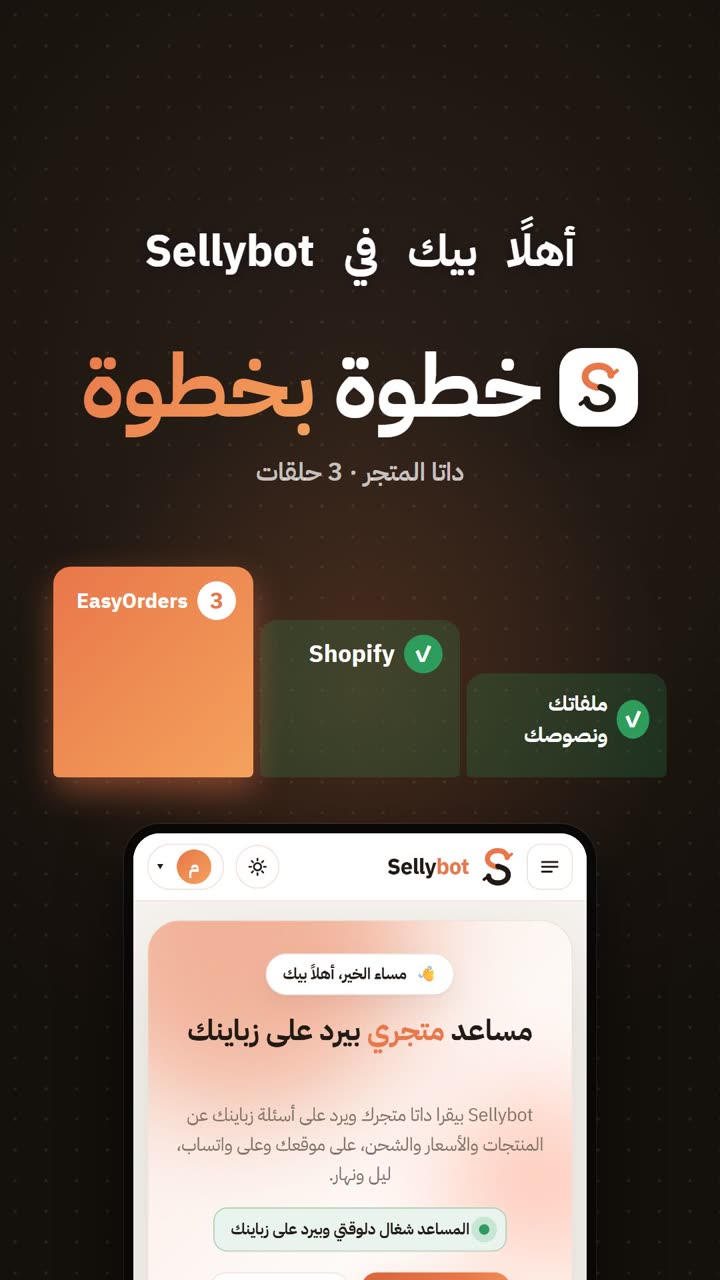 أهلًا بيك في Sellybot
خطوة بخطوة
داتا المتجر · 3 حلقات
3 EasyOrders
Shopify
ملفاتك
ونصوصك
Sellybot
م
مساء الخير، أهلاً بيك
مساعد متجري بيرد على زباينك
Sellybot بيقرا داتا متجرك ويرد على أسئلة زباينك عن
المنتجات والأسعار والشحن، على موقعك وعلى واتساب،
ليل ونهار.
المساعد شغال دلوقتي وبيرد على زباينك